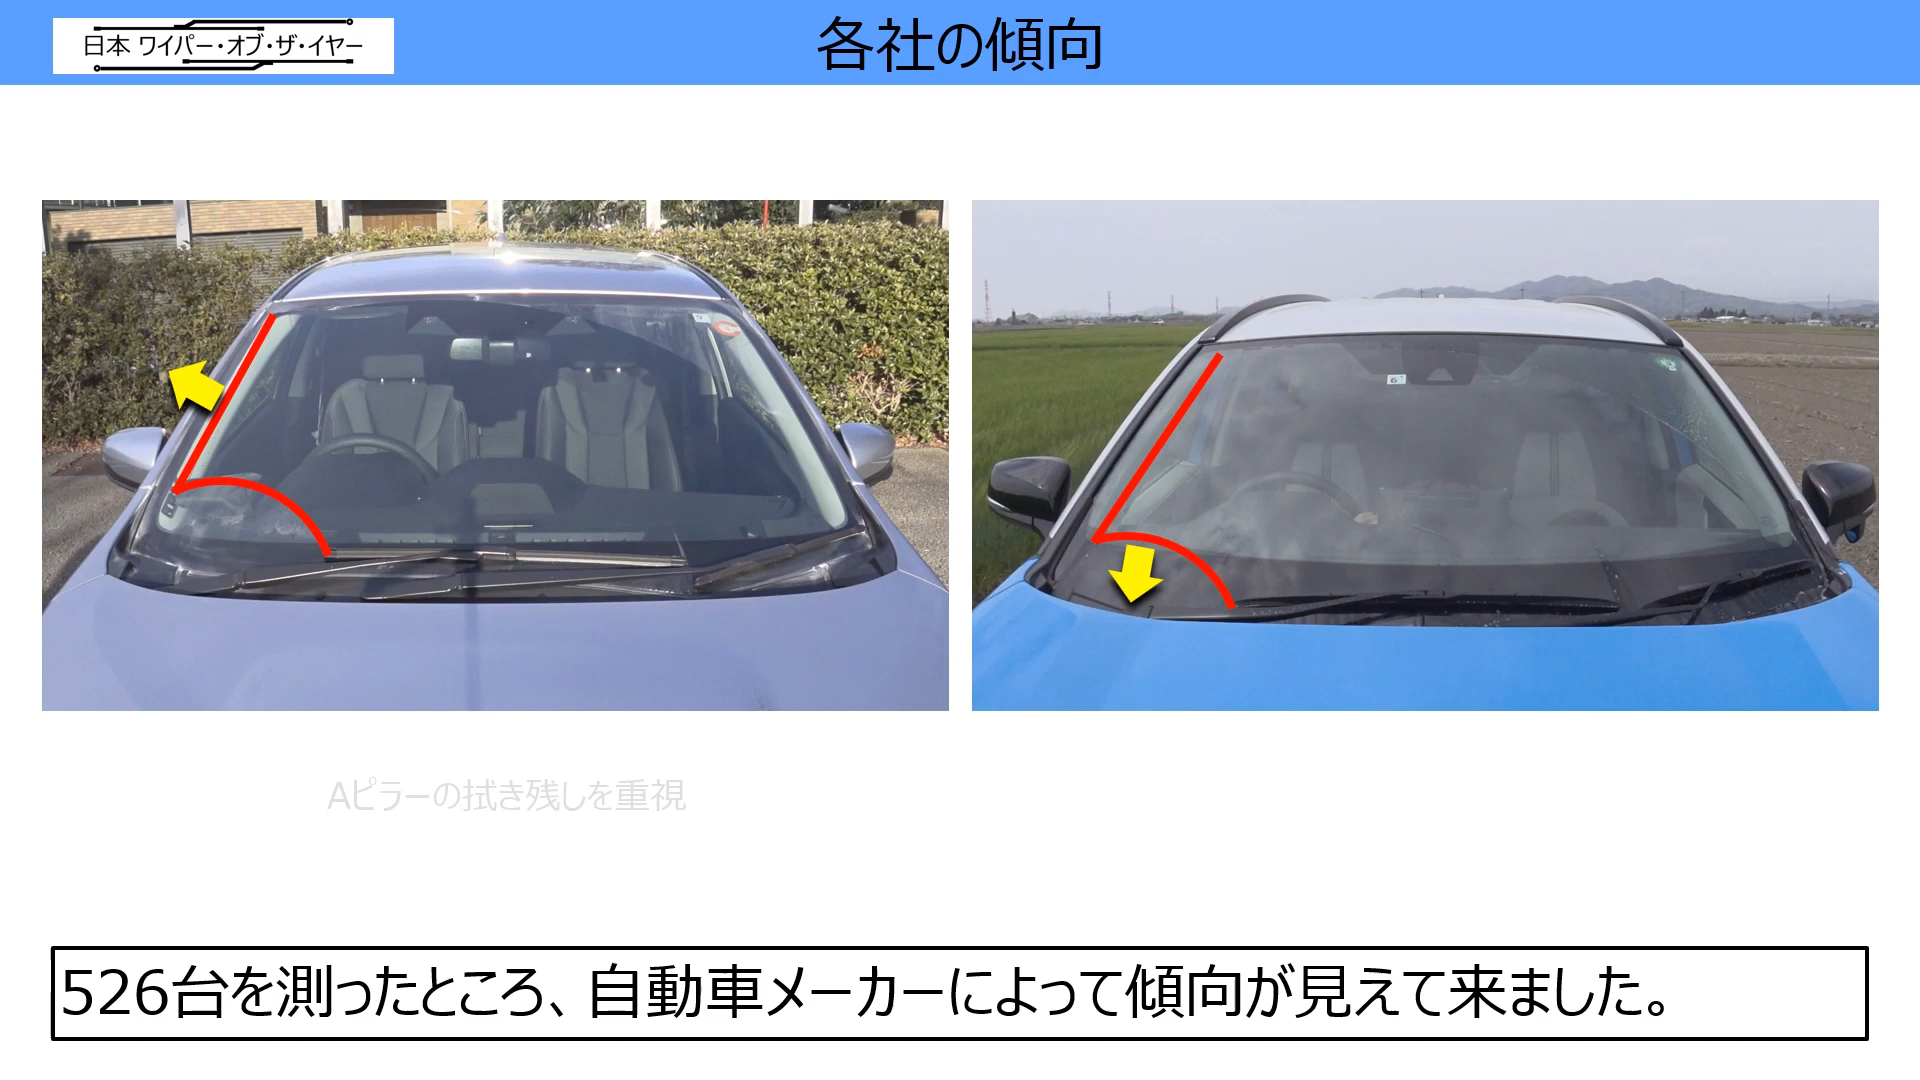 日本 ワイパー・オブ・ザ・イヤー
各社の傾向
9
6
2
Aピラーの拭き残しを重視
526台を測ったところ、自動車メーカーによって傾向が見えて来ました。